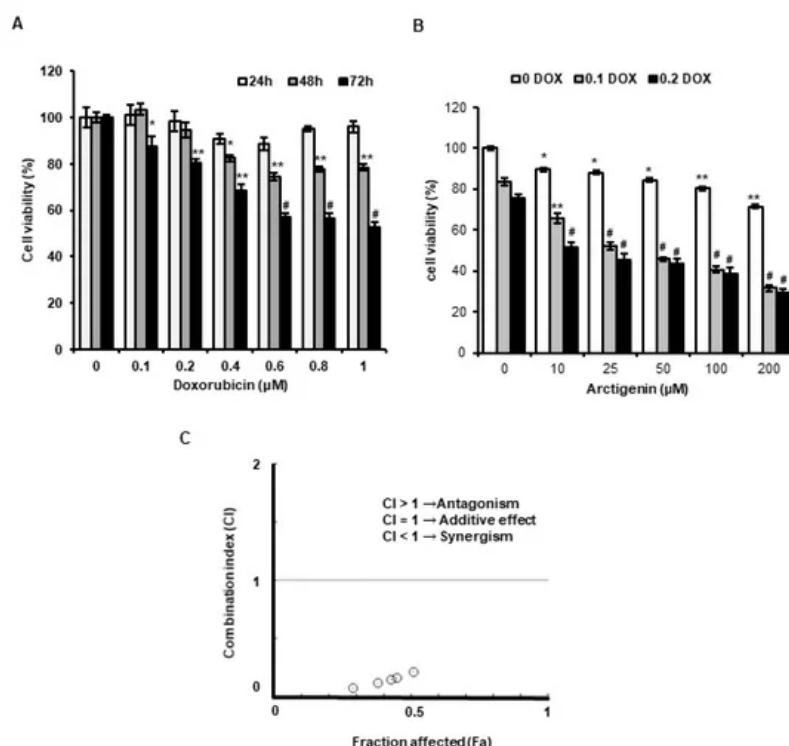 A
120
100
80
60
40
20
0
Cell viability (%)
24h 48h 72h
* ** * ** ** # ** # ** #
0 0.1 0.2 0.4 0.6 0.8 1
Doxorubicin (µM)
B
0 DOX 0.1 DOX 0.2 DOX
120
100
80
60
40
20
0
cell viability (%)
* ** # * # # * # # ** # # ** # #
0 10 25 50 100 200
Arctigenin (µM)
C
2
1
0
Combination index (CI)
CI > 1 →Antagonism
CI = 1 → Additive effect
CI < 1 → Synergism
0 0.5 1
Fraction affected (Fa)